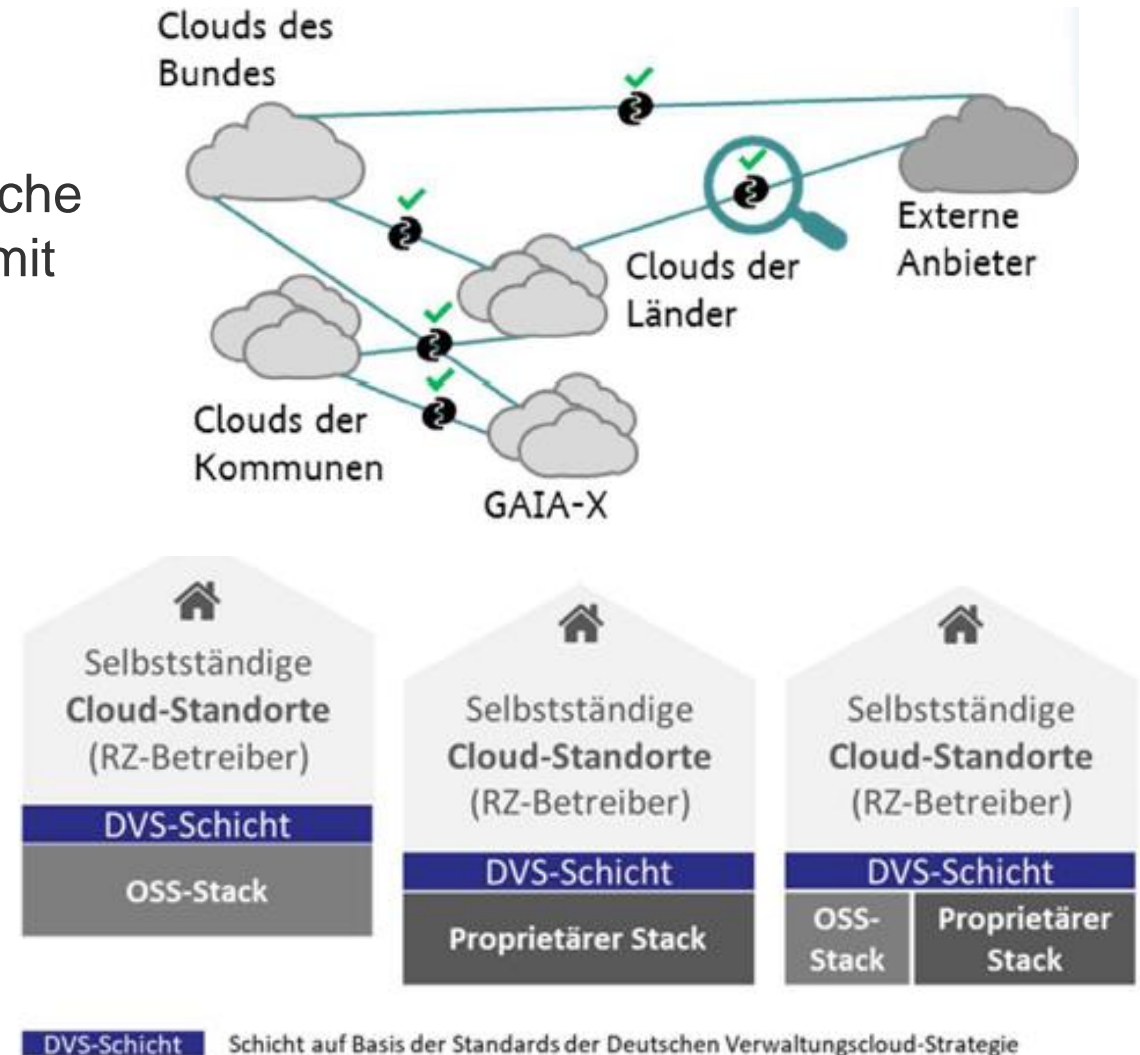 Clouds des
Bundes
che
mit
Externe
Anbieter
Clouds der
Länder
Clouds der
Kommunen
GAIA-X
Selbstständige
Cloud-Standorte
(RZ-Betreiber)
DVS-Schicht
OSS-Stack
Selbstständige
Cloud-Standorte
(RZ-Betreiber)
DVS-Schicht
Proprietärer Stack
Selbstständige
Cloud-Standorte
(RZ-Betreiber)
DVS-Schicht
OSS-
Stack
Proprietärer
Stack
DVS-Schicht Schicht auf Basis der Standards der Deutschen Verwaltungscloud-Strategie